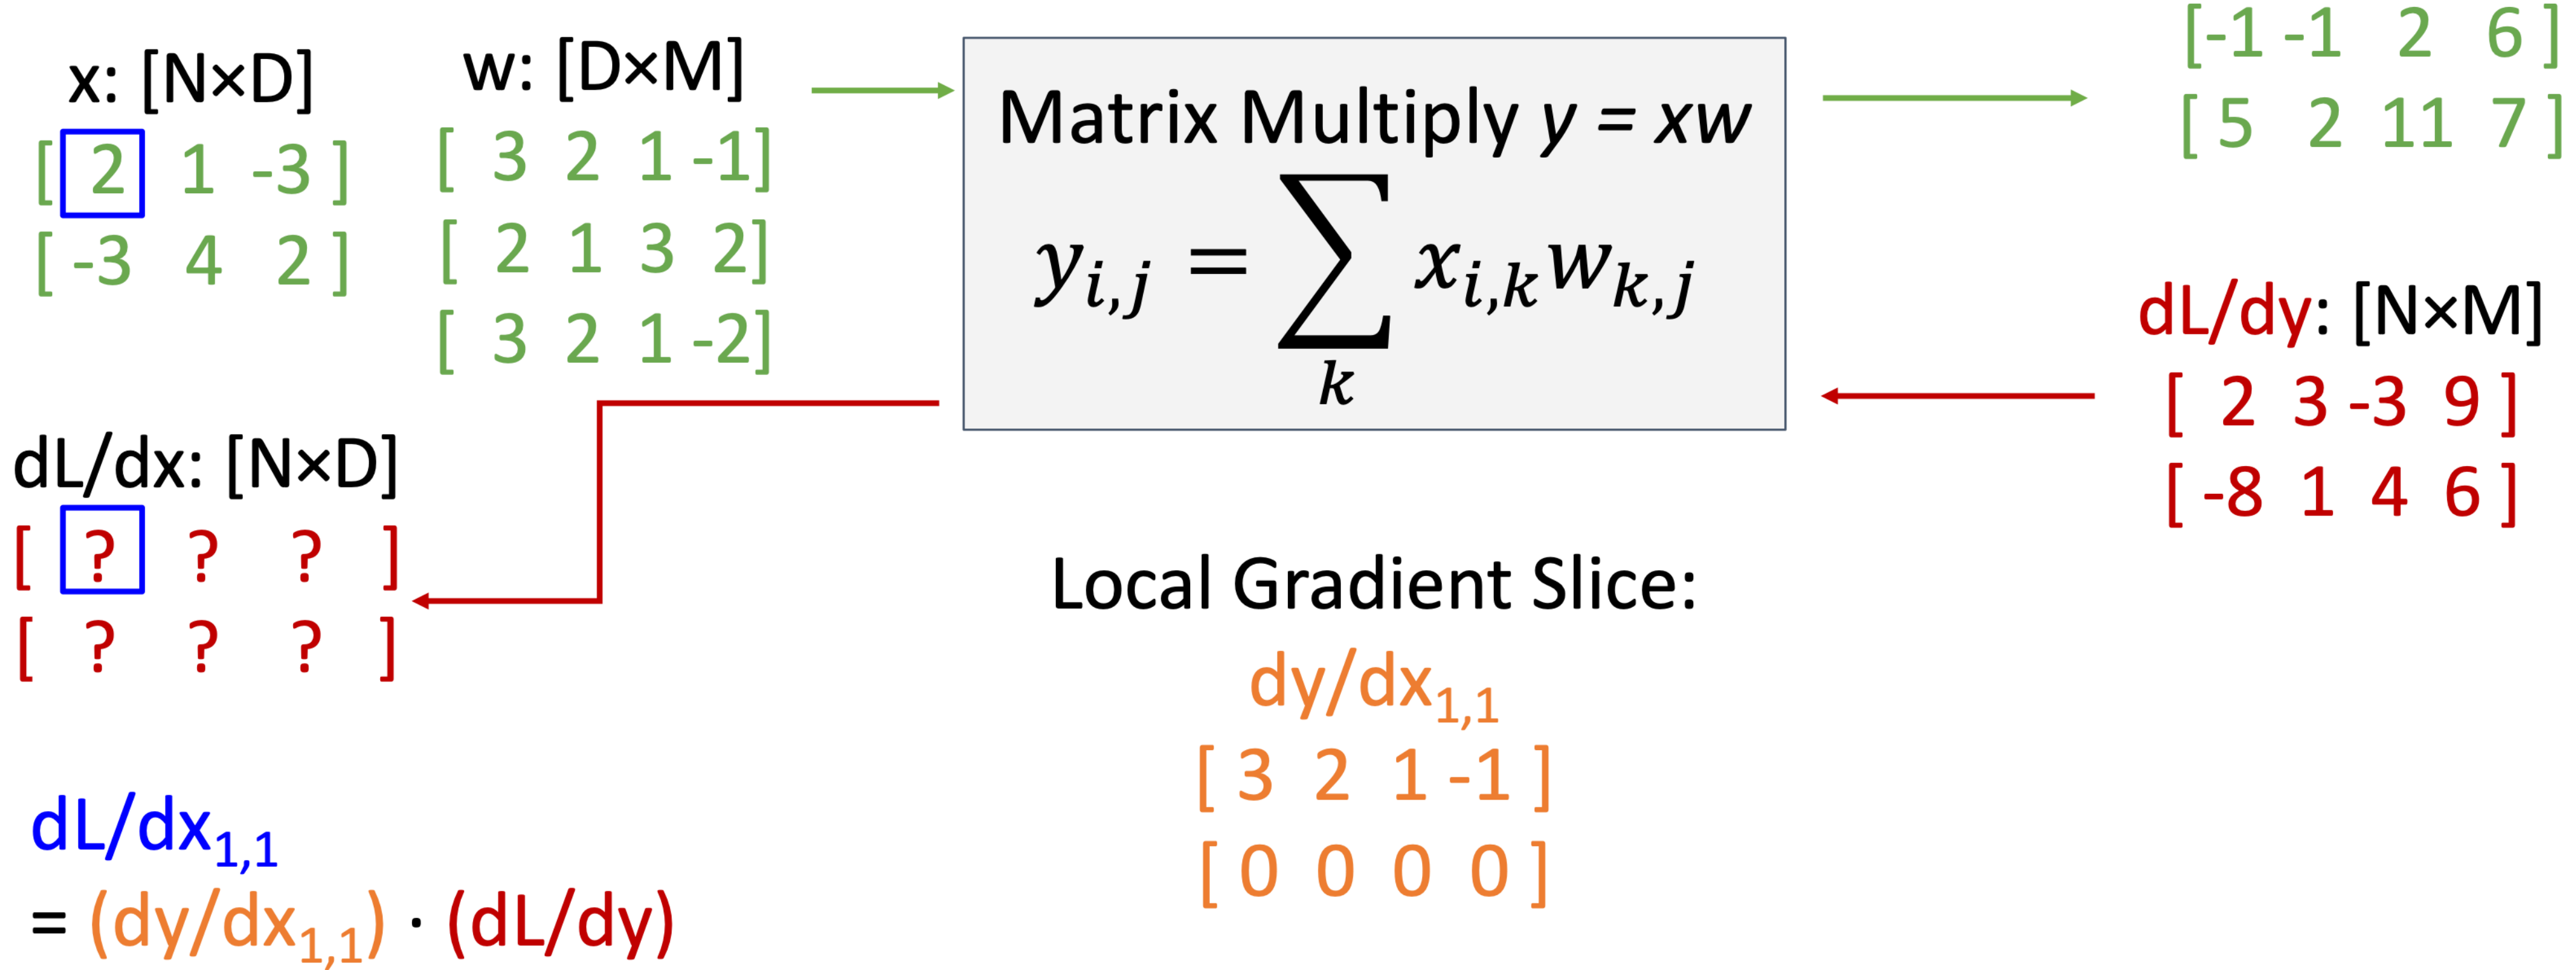 x: [N×D]
[ 2 1 -3 ]
[ -3 4 2 ]
w: [D×M]
[ 3 2 1 -1]
[ 2 1 3 2]
[ 3 2 1 -2]
Matrix Multiply y = xw
y_{i,j} = ∑_k x_{i,k} w_{k,j}
[-1 -1 2 6 ]
[ 5 2 11 7 ]
dL/dy: [N×M]
[ 2 3 -3 9 ]
[ -8 1 4 6 ]
dL/dx: [N×D]
[ ? ? ? ]
[ ? ? ? ]
Local Gradient Slice:
dy/dx_{1,1}
[ 3 2 1 -1 ]
[ 0 0 0 0 ]
dL/dx_{1,1}
= (dy/dx_{1,1}) · (dL/dy)